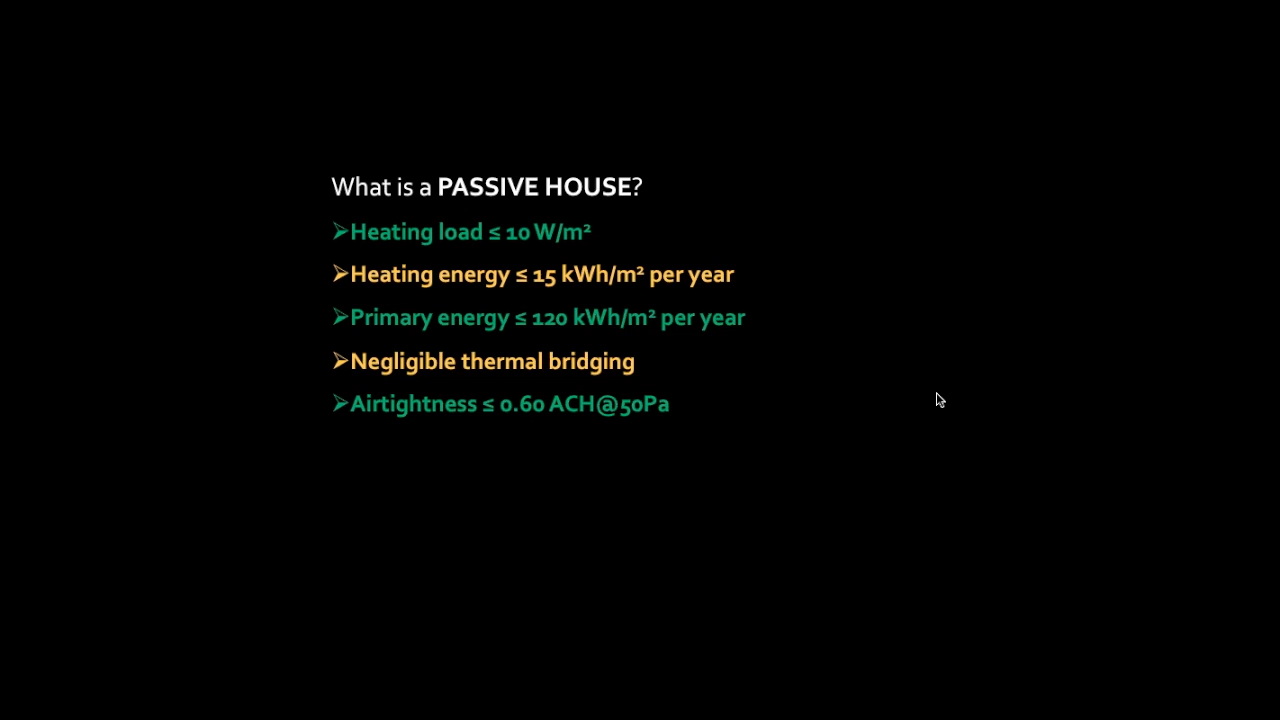 What is a PASSIVE HOUSE?
➢Heating load ≤ 10 W/m²
➢Heating energy ≤ 15 kWh/m² per year
➢Primary energy ≤ 120 kWh/m² per year
➢Negligible thermal bridging
➢Airtightness ≤ 0.60 ACH@50Pa